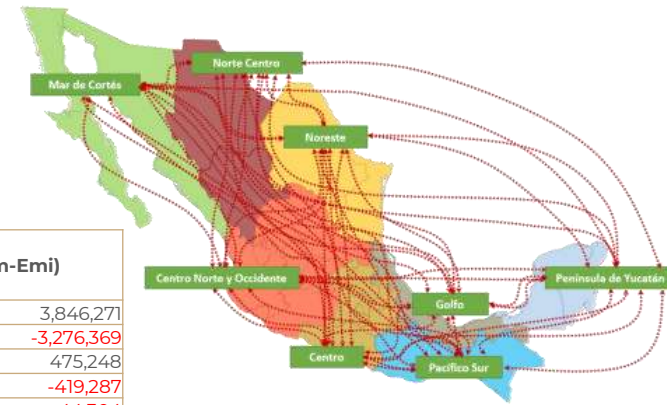 Norte Centro
Mar de Cortés
Noreste
m-Emi)
3,846,271
-3,276,369
475,248
-419,287
Centro Norte y Occidente
Península de Yucatán
Golfo
Centro
Pacífico Sur